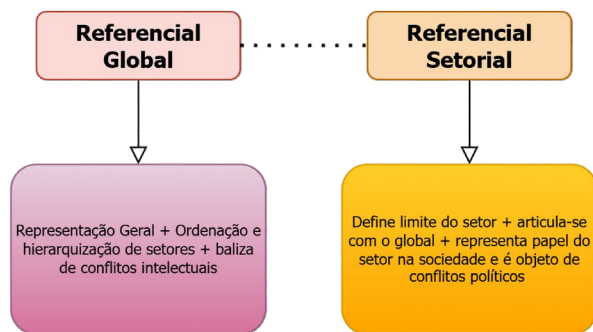 Referencial
Global
Referencial
Setorial
Representação Geral + Ordenação e
hierarquização de setores + baliza
de conflitos intelectuais
Define limite do setor + articula-se
com o global + representa papel do
setor na sociedade e é objeto de
conflitos políticos